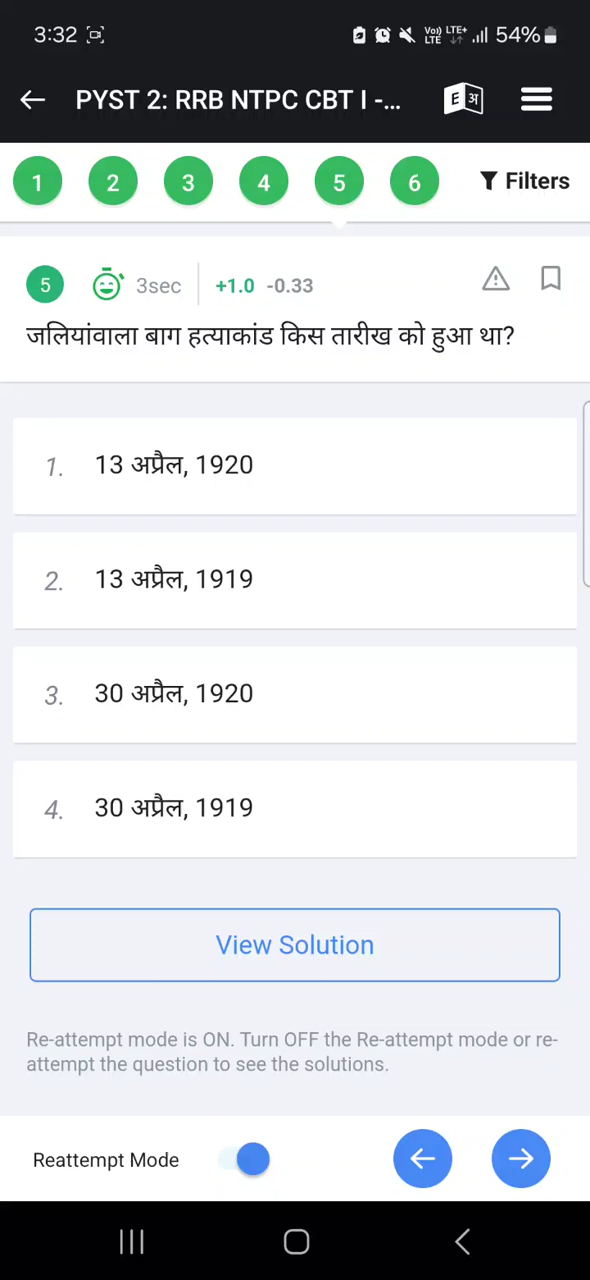 3:32 Vo) LTE LTE+ 54%
PYST 2: RRB NTPC CBT I -... E अ
1 2 3 4 5 6 Filters
5 3sec +1.0 -0.33
जलियांवाला बाग हत्याकांड किस तारीख को हुआ था?
1. 13 अप्रैल, 1920
2. 13 अप्रैल, 1919
3. 30 अप्रैल, 1920
4. 30 अप्रैल, 1919
View Solution
Re-attempt mode is ON. Turn OFF the Re-attempt mode or re-
attempt the question to see the solutions.
Reattempt Mode